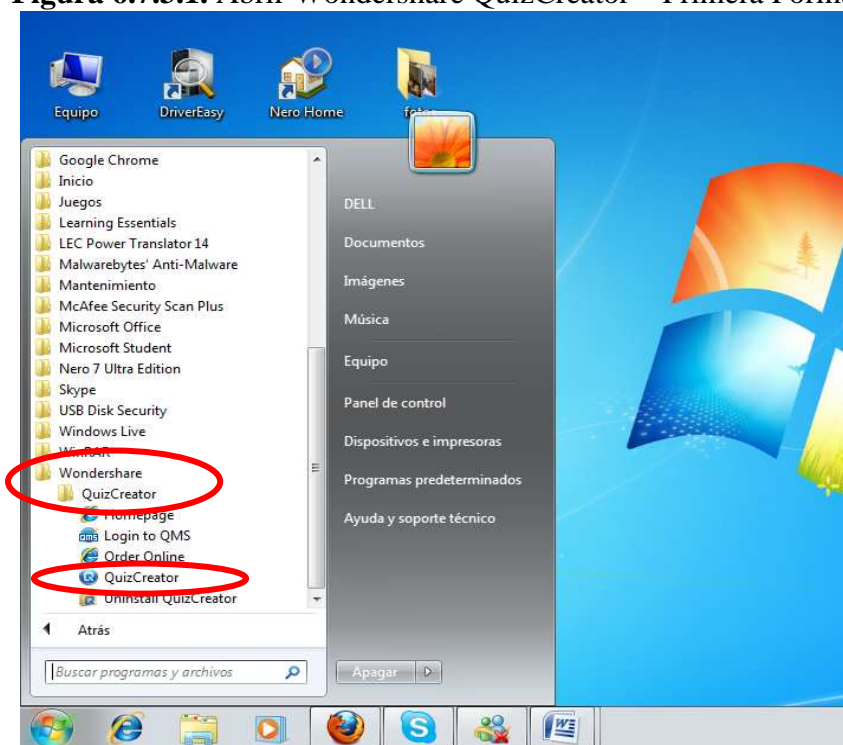 Figura 6.7.3.1. Abrir Wondershare QuizCreator – Primera Forma
Equipo
DriverEasy
Nero Home
fotos
Google Chrome
Inicio
Juegos
Learning Essentials
LEC Power Translator 14
Malwarebytes' Anti-Malware
Mantenimiento
McAfee Security Scan Plus
Microsoft Office
Microsoft Student
Nero 7 Ultra Edition
Skype
USB Disk Security
Windows Live
WinRAR
Wondershare
QuizCreator
Homepage
Login to QMS
Order Online
QuizCreator
Uninstall QuizCreator
Atrás
Buscar programas y archivos
DELL
Documentos
Imágenes
Música
Equipo
Panel de control
Dispositivos e impresoras
Programas predeterminados
Ayuda y soporte técnico
Apagar